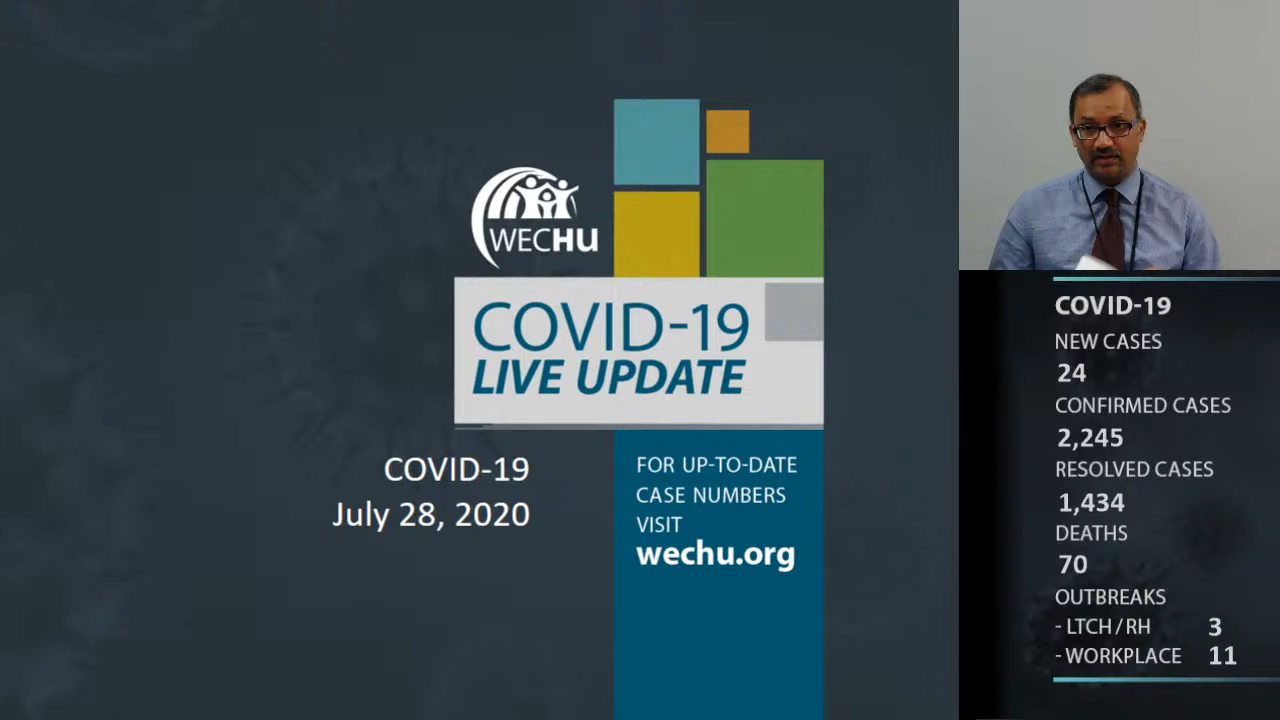 WECHU
COVID-19
LIVE UPDATE
COVID-19
July 28, 2020
FOR UP-TO-DATE
CASE NUMBERS
VISIT
wechu.org
COVID-19
NEW CASES
24
CONFIRMED CASES
2,245
RESOLVED CASES
1,434
DEATHS
70
OUTBREAKS
- LTCH / RH 3
- WORKPLACE 11